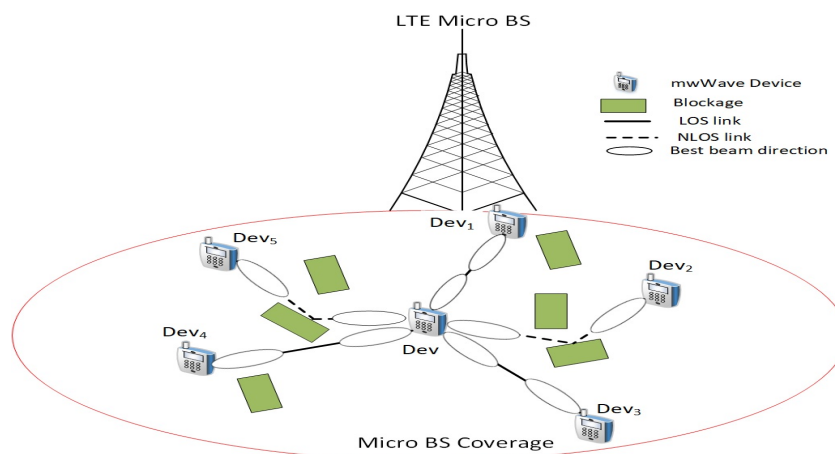 LTE Micro BS
mwWave Device
Blockage
LOS link
NLOS link
Best beam direction
Dev₁
Dev₅
Dev₂
Dev₄
Dev
Dev₃
Micro BS Coverage